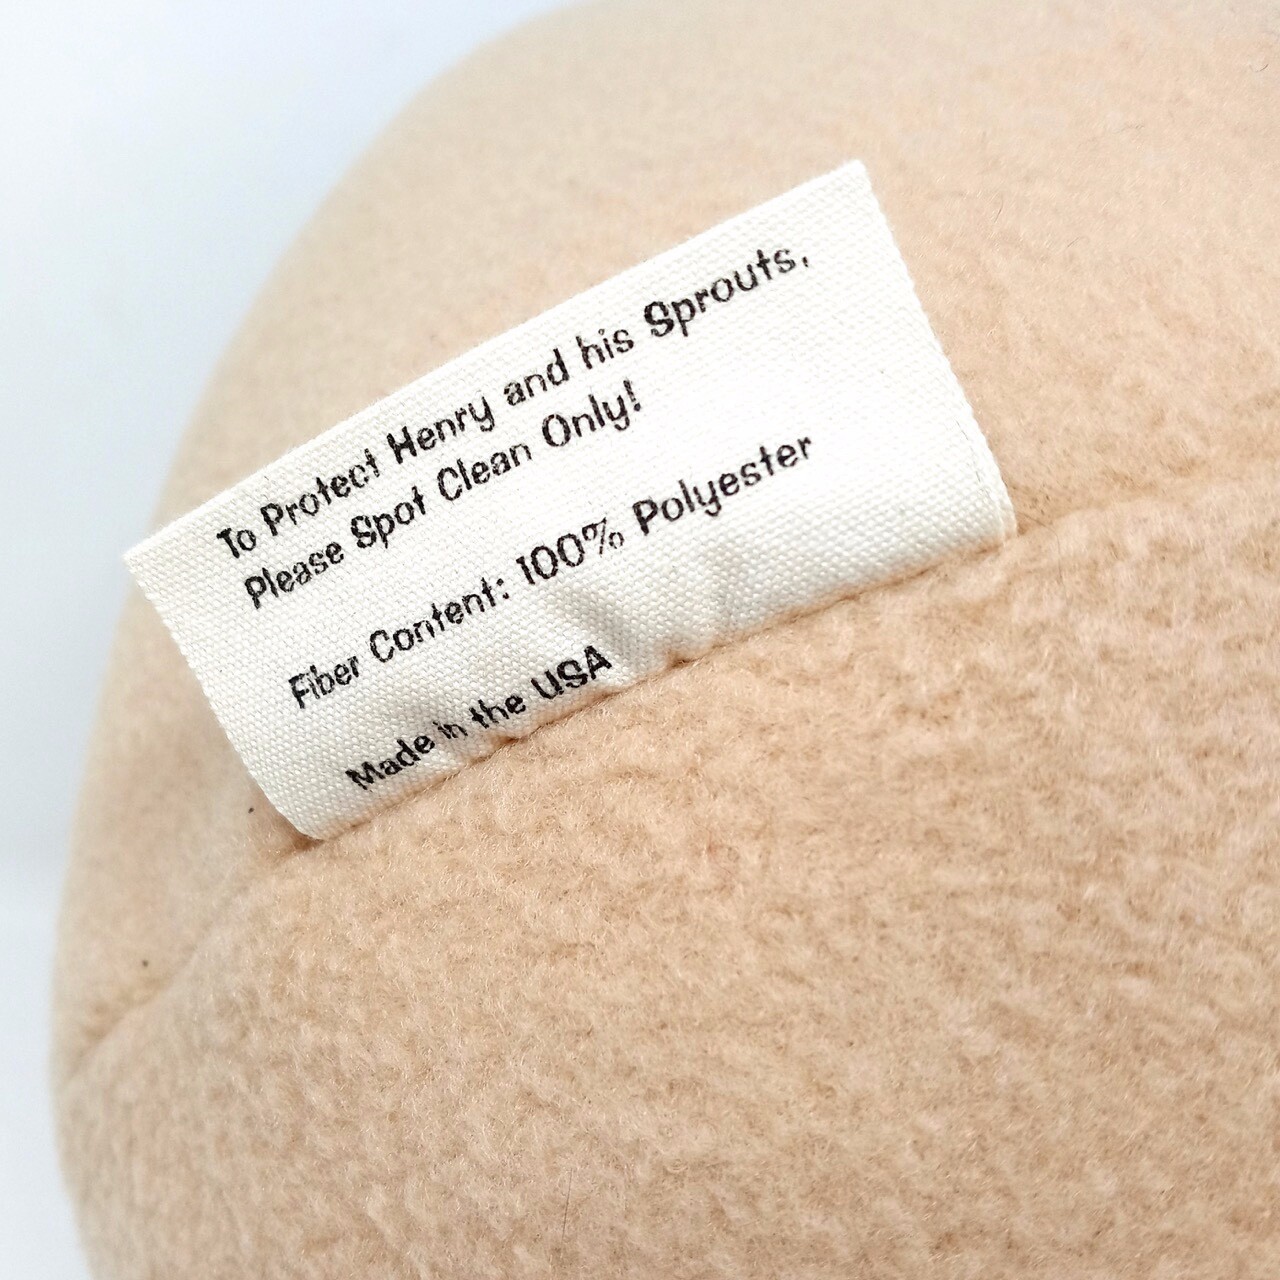 To Protect Henry and his Sprouts,
Please Spot Clean Only!
Fiber Content: 100% Polyester
Made in the USA